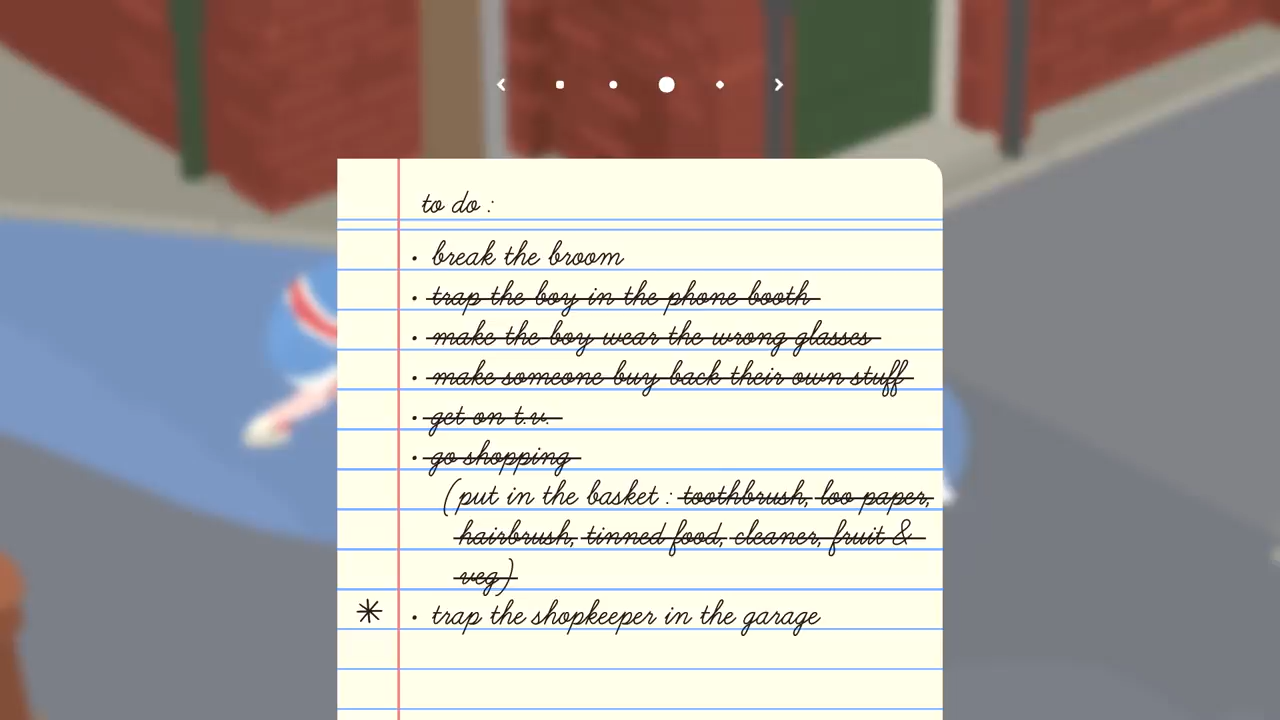 to do :
• break the broom
• trap the boy in the phone booth
• make the boy wear the wrong glasses
• make someone buy back their own stuff
• get on t.v.
• go shopping
(put in the basket : toothbrush, loo paper,
hairbrush, tinned food, cleaner, fruit &
veg)
* • trap the shopkeeper in the garage